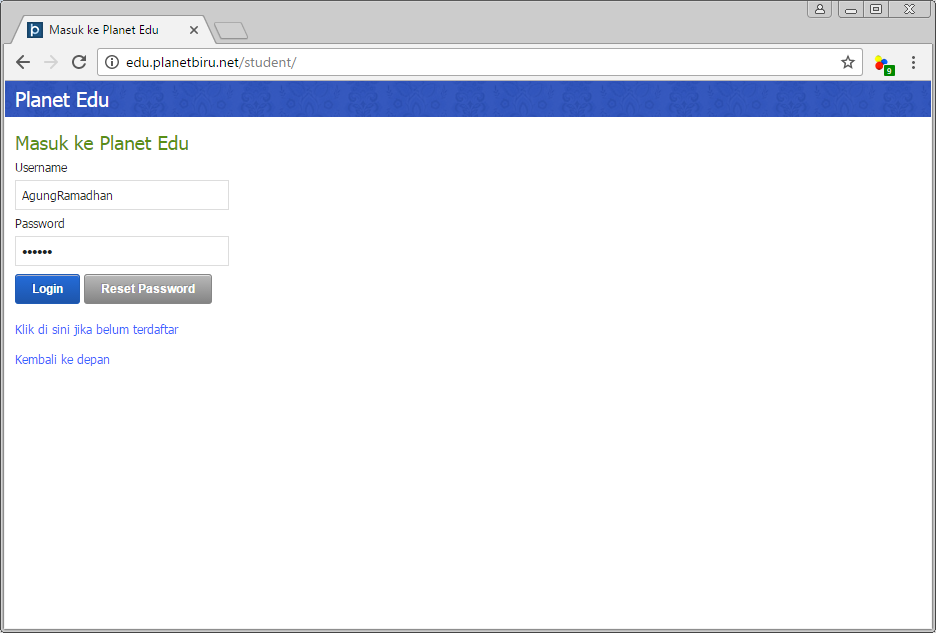 Masuk ke Planet Edu
edu.planetbiru.net/student/
9
Planet Edu
Masuk ke Planet Edu
Username
AgungRamadhan
Password
••••••
Login Reset Password
Klik di sini jika belum terdaftar
Kembali ke depan